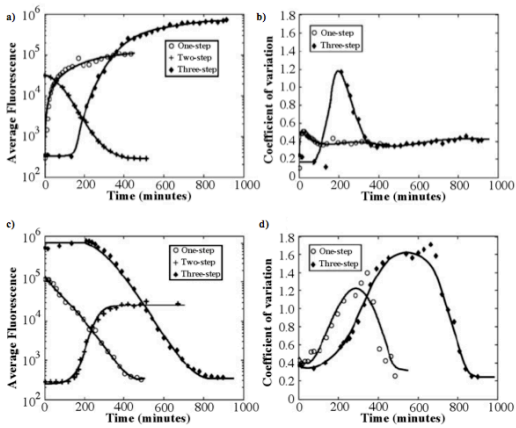 a)
Average Fluorescence
10^6
10^5
10^4
10^3
10^2
One-step
Two-step
Three-step
0 200 400 600 800 1000
Time (minutes)
b)
Coefficient of variation
1.8
1.6
1.4
1.2
1.0
0.8
0.6
0.4
0.2
0
One-step
Three-step
0 200 400 600 800 1000
Time (minutes)
c)
Average Fluorescence
10^6
10^5
10^4
10^3
10^2
One-step
Two-step
Three-step
0 200 400 600 800 1000
Time (minutes)
d)
Coefficient of variation
1.8
1.6
1.4
1.2
1.0
0.8
0.6
0.4
0.2
0
One-step
Three-step
0 200 400 600 800 1000
Time (minutes)